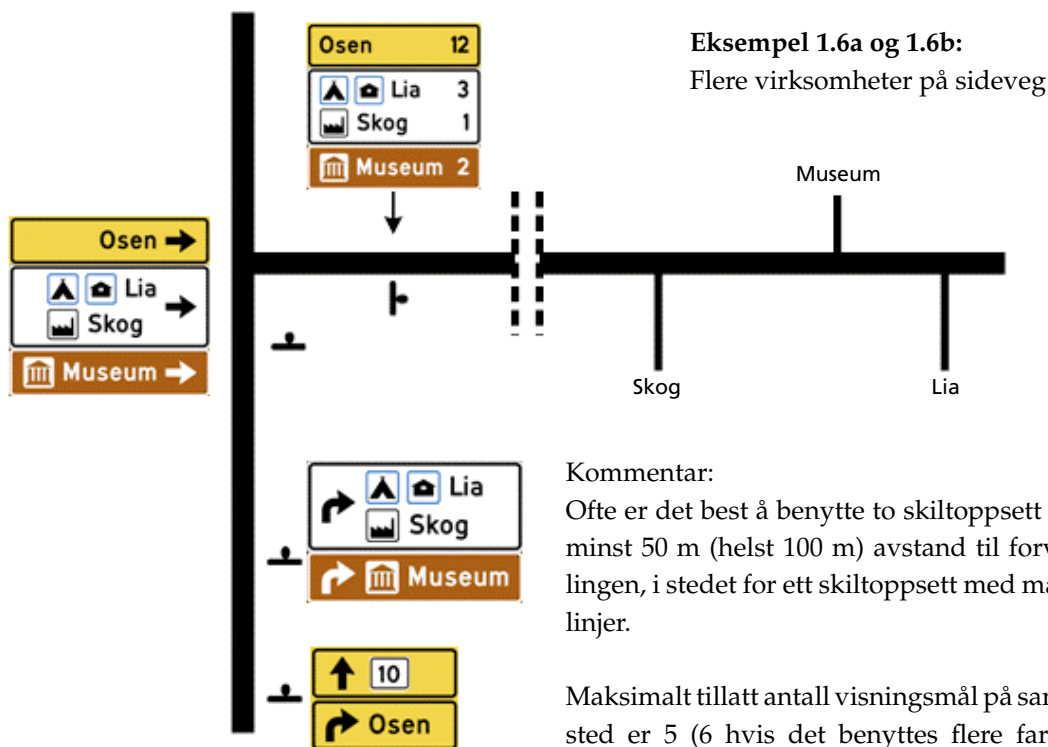 Eksempel 1.6a og 1.6b:
Flere virksomheter på sideveg
Osen 12
Lia 3
Skog 1
Museum 2
Museum
Osen
Lia
Skog
Museum
Skog
Lia
Lia
Skog
Museum
10
Osen
Kommentar:
Ofte er det best å benytte to skiltoppsett
minst 50 m (helst 100 m) avstand til forv
lingen, i stedet for ett skiltoppsett med ma
linjer.
Maksimalt tillatt antall visningsmål på sam
sted er 5 (6 hvis det benyttes flere far